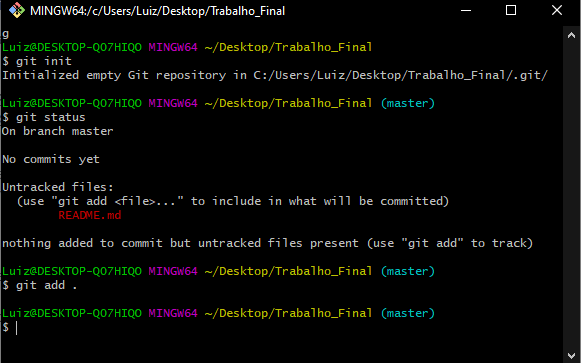 MINGW64:/c/Users/Luiz/Desktop/Trabalho_Final
g
Luiz@DESKTOP-QO7HIQO MINGW64 ~/Desktop/Trabalho_Final
$ git init
Initialized empty Git repository in C:/Users/Luiz/Desktop/Trabalho_Final/.git/
Luiz@DESKTOP-QO7HIQO MINGW64 ~/Desktop/Trabalho_Final (master)
$ git status
On branch master
No commits yet
Untracked files:
(use "git add <file>..." to include in what will be committed)
README.md
nothing added to commit but untracked files present (use "git add" to track)
Luiz@DESKTOP-QO7HIQO MINGW64 ~/Desktop/Trabalho_Final (master)
$ git add .
Luiz@DESKTOP-QO7HIQO MINGW64 ~/Desktop/Trabalho_Final (master)
$